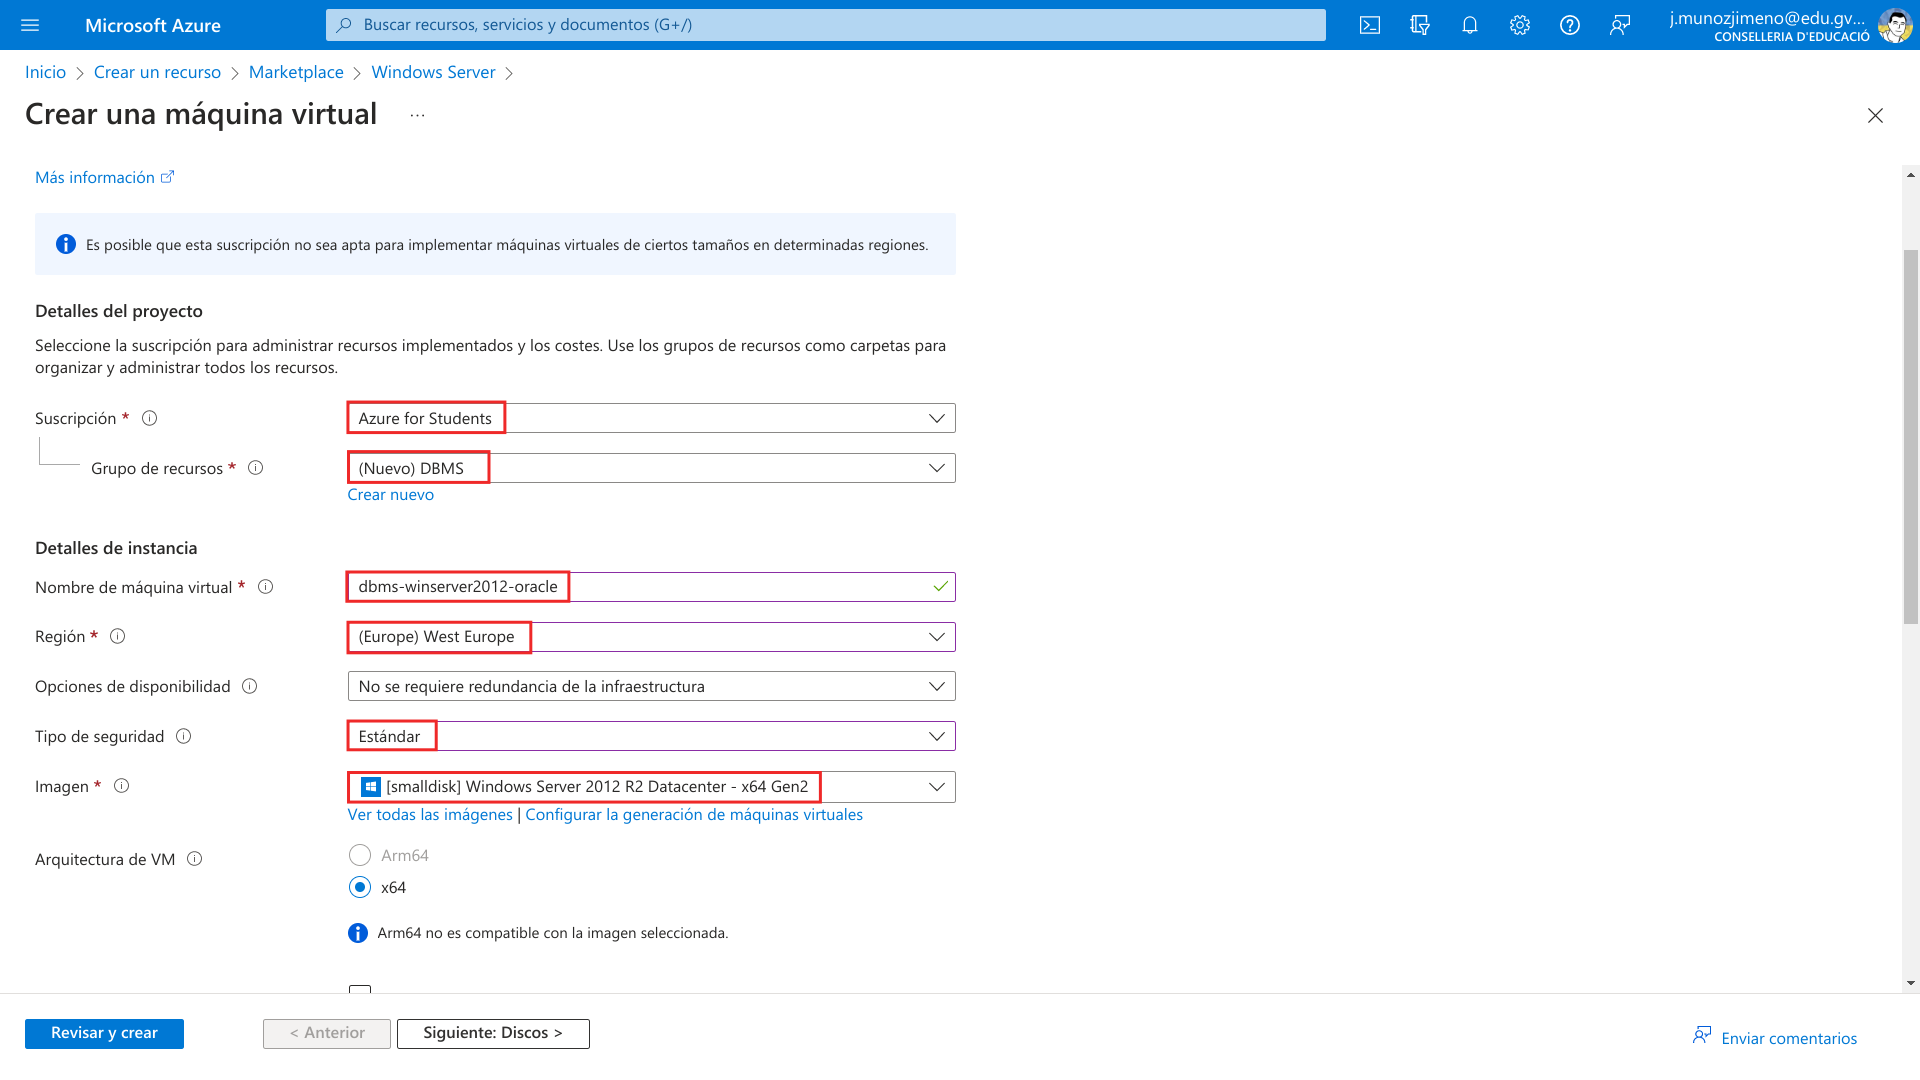 Microsoft Azure
Buscar recursos, servicios y documentos (G+/)
j.munozjimeno@edu.gv...
CONSELLERIA D'EDUCACIÓ
Inicio > Crear un recurso > Marketplace > Windows Server >
Crear una máquina virtual ...
Más información
Es posible que esta suscripción no sea apta para implementar máquinas virtuales de ciertos tamaños en determinadas regiones.
Detalles del proyecto
Seleccione la suscripción para administrar recursos implementados y los costes. Use los grupos de recursos como carpetas para
organizar y administrar todos los recursos.
Suscripción * Azure for Students
Grupo de recursos * (Nuevo) DBMS
Crear nuevo
Detalles de instancia
Nombre de máquina virtual * dbms-winserver2012-oracle
Región * (Europe) West Europe
Opciones de disponibilidad No se requiere redundancia de la infraestructura
Tipo de seguridad Estándar
Imagen * [smalldisk] Windows Server 2012 R2 Datacenter - x64 Gen2
Ver todas las imágenes | Configurar la generación de máquinas virtuales
Arquitectura de VM Arm64
x64
Arm64 no es compatible con la imagen seleccionada.
Revisar y crear < Anterior Siguiente: Discos > Enviar comentarios